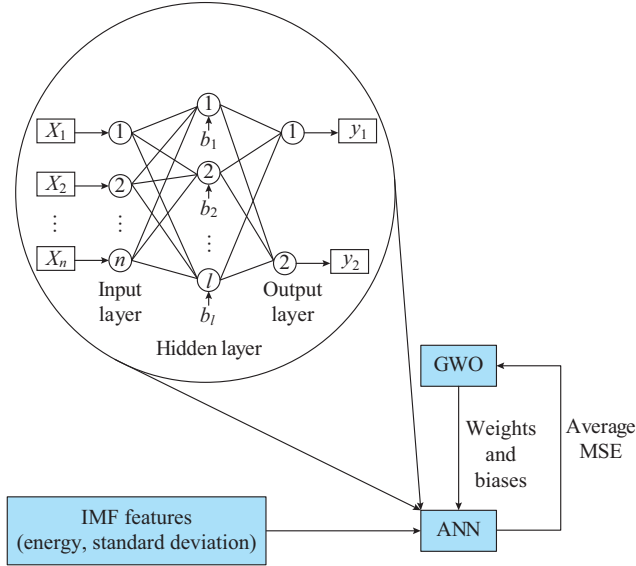 X1 1 1 1 y1
b1
X2 2 2
b2
⋮ ⋮ ⋯
Xn n l 2 y2
Input layer
bl
Output layer
Hidden layer
GWO
Weights and biases
Average MSE
IMF features
(energy, standard deviation)
ANN